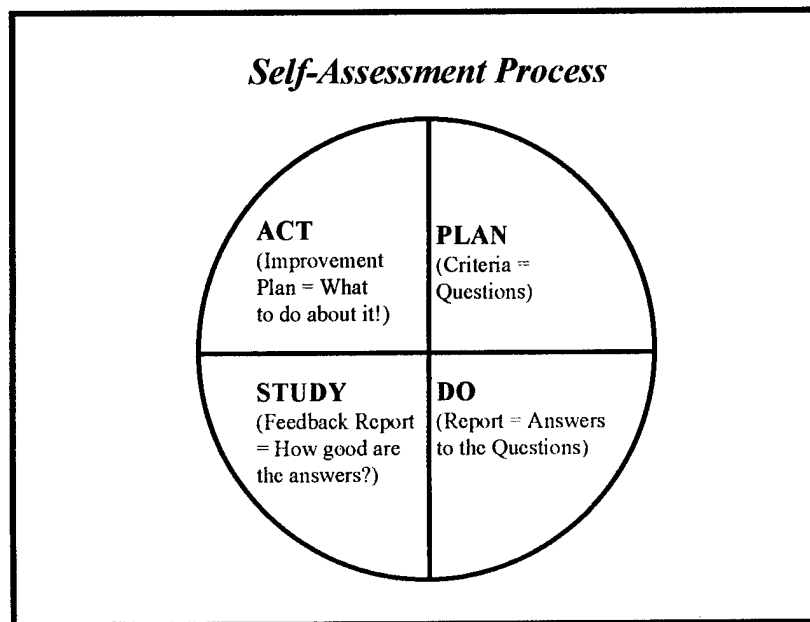 Self-Assessment Process
ACT
(Improvement
Plan = What
to do about it!)
PLAN
(Criteria =
Questions)
STUDY
(Feedback Report
= How good are
the answers?)
DO
(Report = Answers
to the Questions)